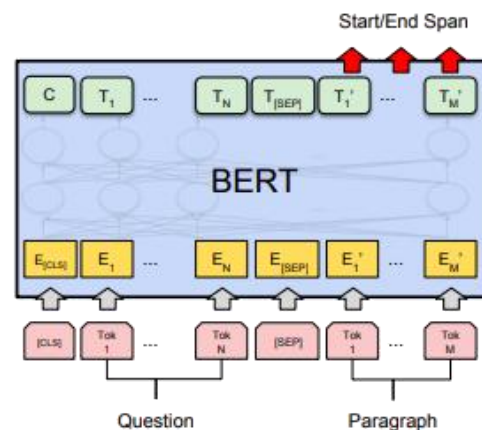 Start/End Span
C T1 ... TN T[SEP] T1' ... TM'
BERT
E[CLS] E1 ... EN E[SEP] E1' ... EM'
[CLS] Tok 1 ... Tok N [SEP] Tok 1 ... Tok M
Question Paragraph